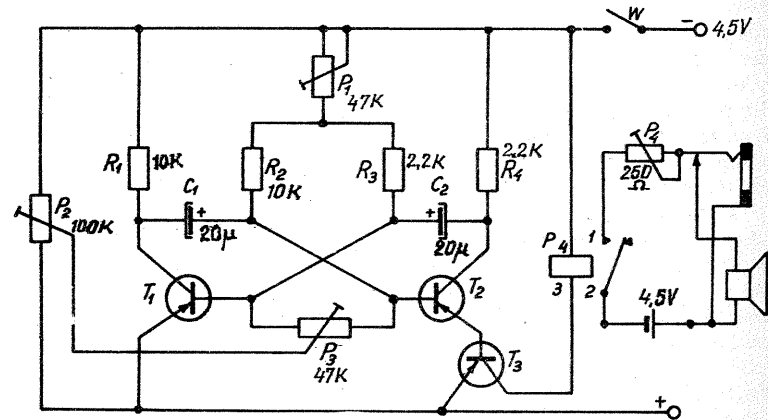 W
− 4,5V
P1
47K
R1 10K
R2
10K
R3 2,2K
2,2K
R4
P4
250
Ω
P2
100K
C1
+
20μ
C2
+
20μ
P4
1
3 2
4,5V
T1
T2
T3
P3
47K
+